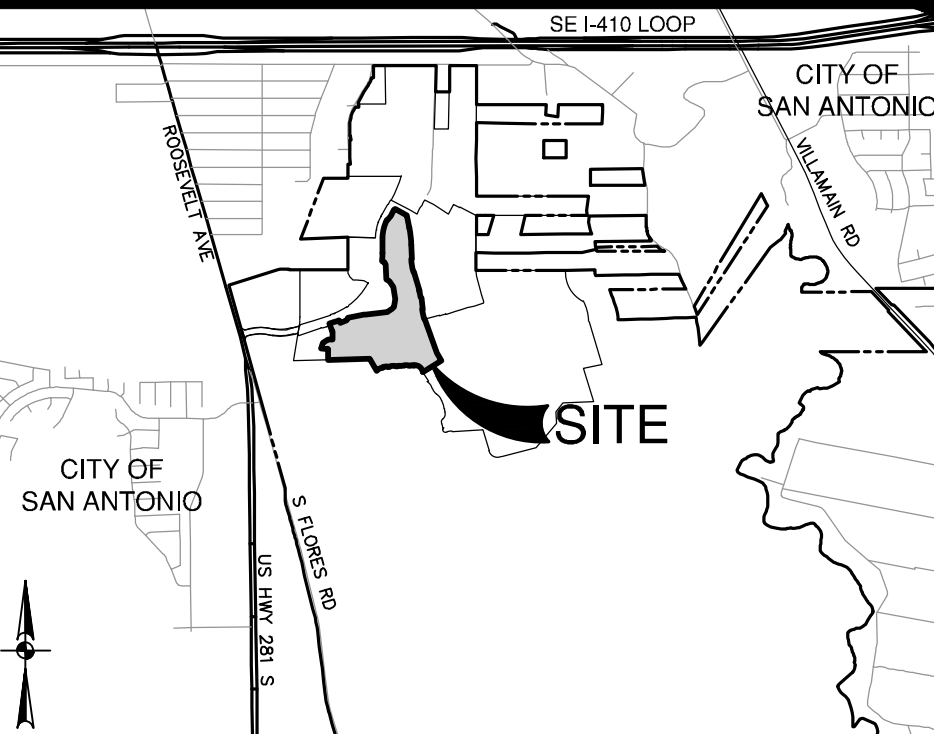 SE I-410 LOOP
CITY OF
SAN ANTONIO
ROOSEVELT AVE
VILLAMAIN RD
SITE
CITY OF
SAN ANTONIO
S FLORES RD
US HWY 281 S